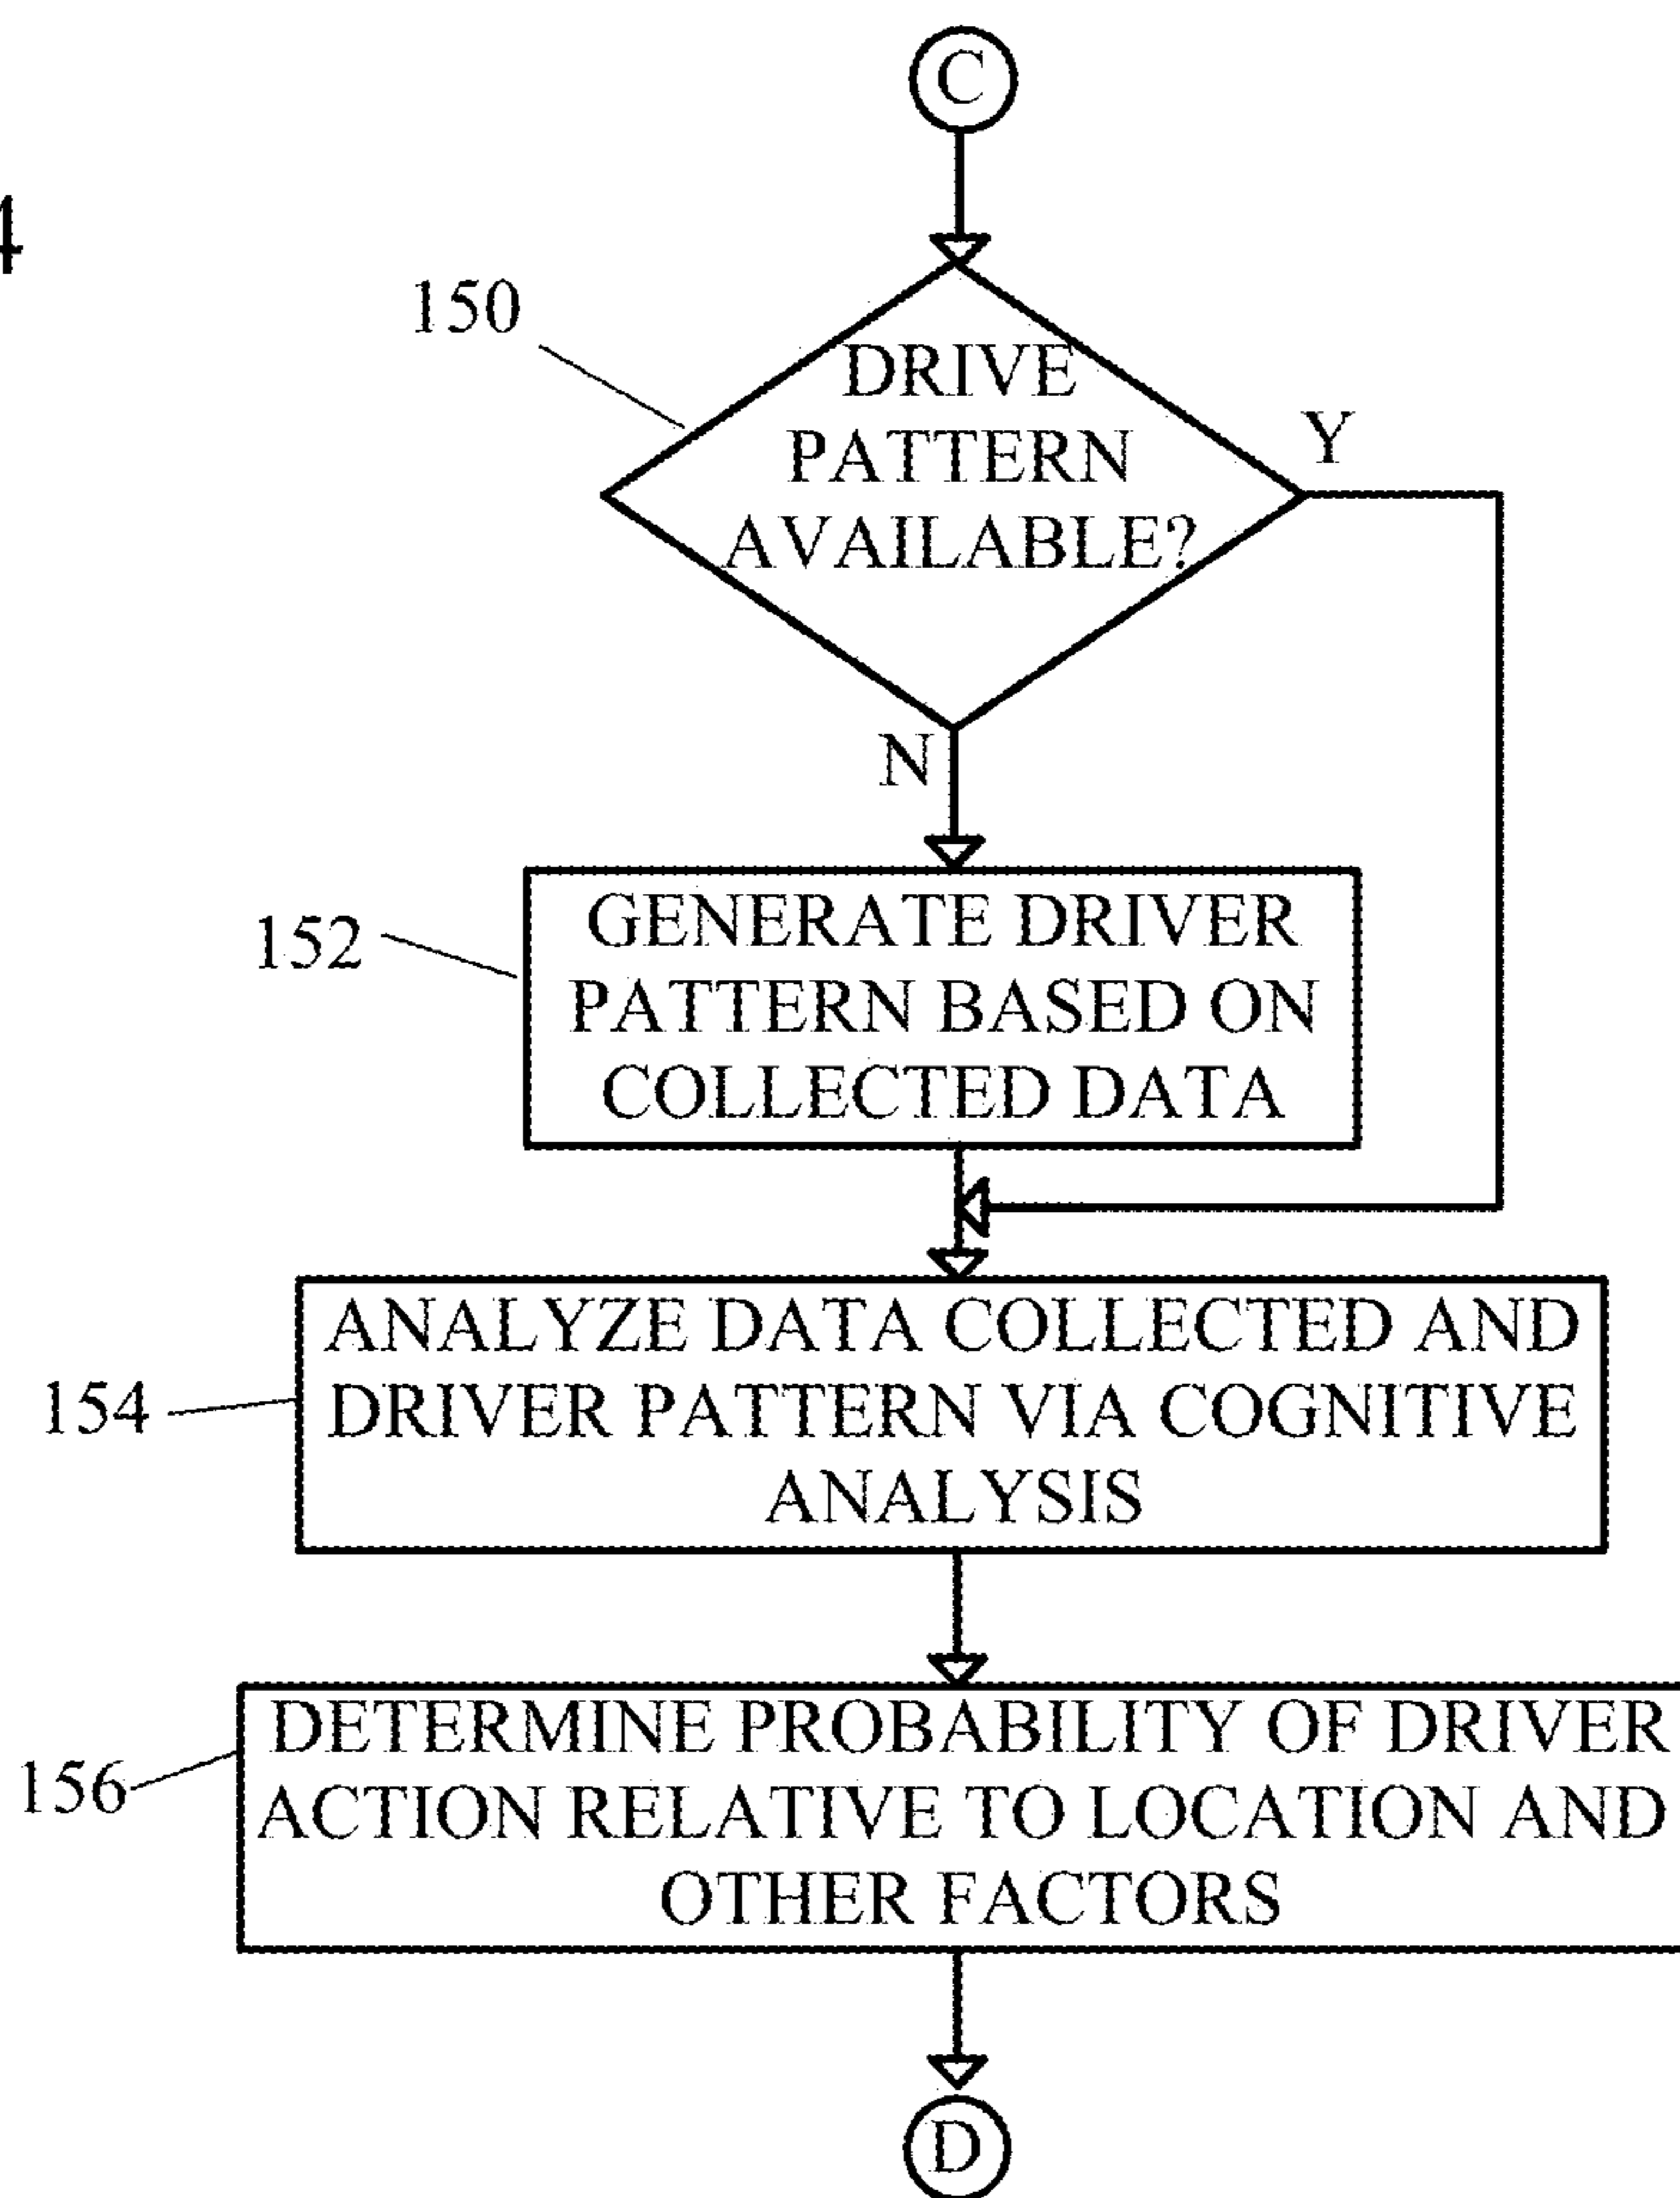 C
4
150
DRIVE
PATTERN
AVAILABLE?
Y
N
152
GENERATE DRIVER
PATTERN BASED ON
COLLECTED DATA
154
ANALYZE DATA COLLECTED AND
DRIVER PATTERN VIA COGNITIVE
ANALYSIS
156
DETERMINE PROBABILITY OF DRIVER
ACTION RELATIVE TO LOCATION AND
OTHER FACTORS
D